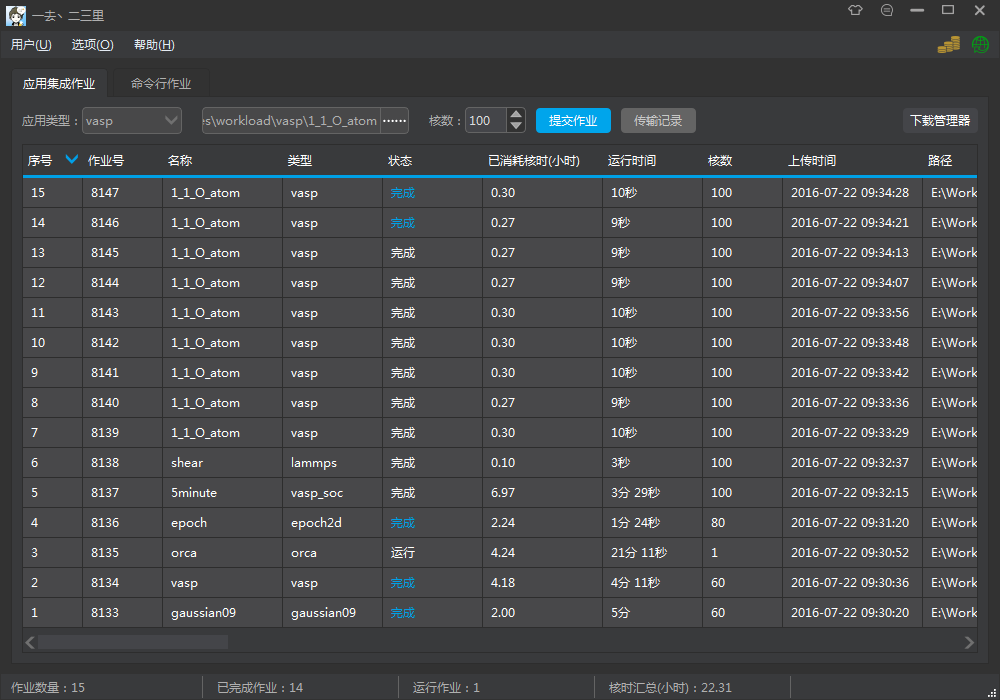 一去丶二三里
用户(U) 选项(O) 帮助(H)
应用集成作业 命令行作业
应用类型： vasp es\workload\vasp\1_1_O_atom ······ 核数： 100 提交作业 传输记录 下载管理器
序号 作业号 名称 类型 状态 已消耗核时(小时) 运行时间 核数 上传时间 路径
15 8147 1_1_O_atom vasp 完成 0.30 10秒 100 2016-07-22 09:34:28 E:\Work
14 8146 1_1_O_atom vasp 完成 0.27 9秒 100 2016-07-22 09:34:21 E:\Work
13 8145 1_1_O_atom vasp 完成 0.27 9秒 100 2016-07-22 09:34:13 E:\Work
12 8144 1_1_O_atom vasp 完成 0.27 9秒 100 2016-07-22 09:34:07 E:\Work
11 8143 1_1_O_atom vasp 完成 0.30 10秒 100 2016-07-22 09:33:56 E:\Work
10 8142 1_1_O_atom vasp 完成 0.30 10秒 100 2016-07-22 09:33:48 E:\Work
9 8141 1_1_O_atom vasp 完成 0.30 10秒 100 2016-07-22 09:33:42 E:\Work
8 8140 1_1_O_atom vasp 完成 0.27 9秒 100 2016-07-22 09:33:36 E:\Work
7 8139 1_1_O_atom vasp 完成 0.30 10秒 100 2016-07-22 09:33:29 E:\Work
6 8138 shear lammps 完成 0.10 3秒 100 2016-07-22 09:32:37 E:\Work
5 8137 5minute vasp_soc 完成 6.97 3分 29秒 100 2016-07-22 09:32:15 E:\Work
4 8136 epoch epoch2d 完成 2.24 1分 24秒 80 2016-07-22 09:31:20 E:\Work
3 8135 orca orca 运行 4.24 21分 11秒 1 2016-07-22 09:30:52 E:\Work
2 8134 vasp vasp 完成 4.18 4分 11秒 60 2016-07-22 09:30:36 E:\Work
1 8133 gaussian09 gaussian09 完成 2.00 5分 60 2016-07-22 09:30:20 E:\Work
作业数量：15 已完成作业：14 运行作业：1 核时汇总(小时)：22.31